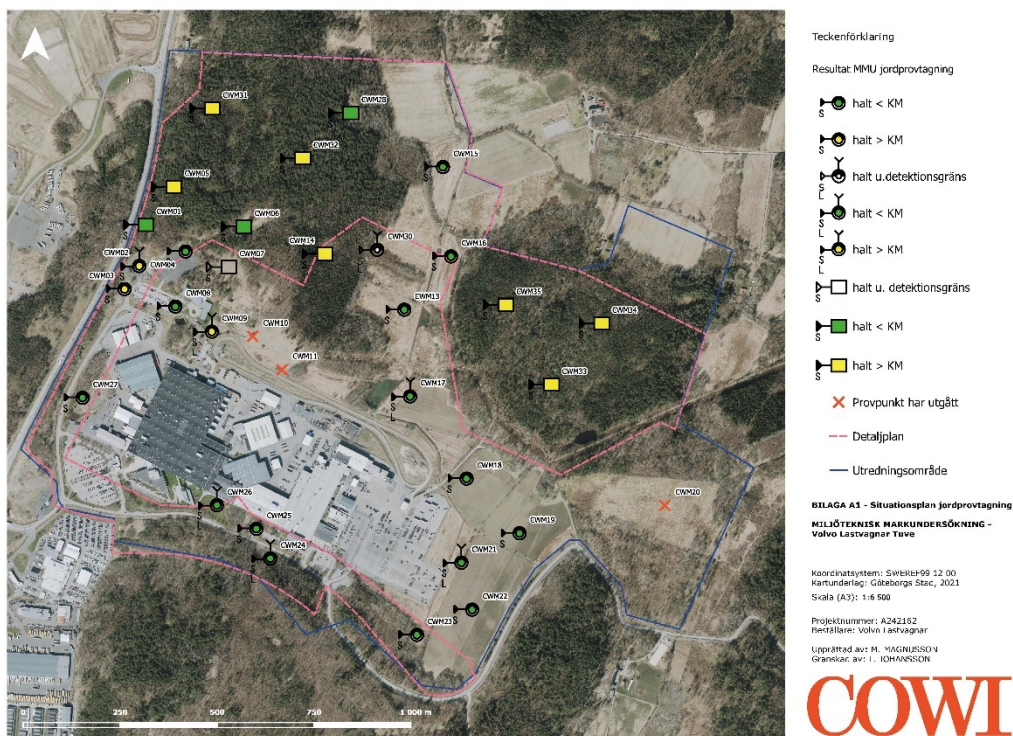 Teckenförklaring
Resultat MMU jordprovtagning
S halt < KM
S halt > KM
S L halt u.detektionsgräns
S L halt < KM
S L halt > KM
S halt u. detektionsgräns
S halt < KM
S halt > KM
Provpunkt har utgått
Detaljplan
Utredningsområde
BILAGA A1 - Situationsplan jordprovtagning
MILJÖTEKNISK MARKUNDERSÖKNING -
Volvo Lastvagnar Tuve
Koordinatsystem: SWEREF99 12 00
Kartunderlag: Göteborgs Stad, 2021
Skala (A3): 1:6 500
Projektnummer: A242162
Beställare: Volvo Lastvagnar
Upprättad av: M. MAGNUSSON
Granskad av: T. JOHANSSON
COWI
CWM31
CWM28
CWM32
CWM15
CWM05
CWM01
CWM06
CWM02
CWM04
CWM07
CWM14
CWM30
CWM16
CWM03
CWM08
CWM13
CWM35
CWM34
CWM09
CWM10
CWM11
CWM33
CWM27
CWM17
CWM18
CWM20
CWM26
CWM25
CWM19
CWM24
CWM21
CWM22
CWM23
0 250 500 750 1 000 m